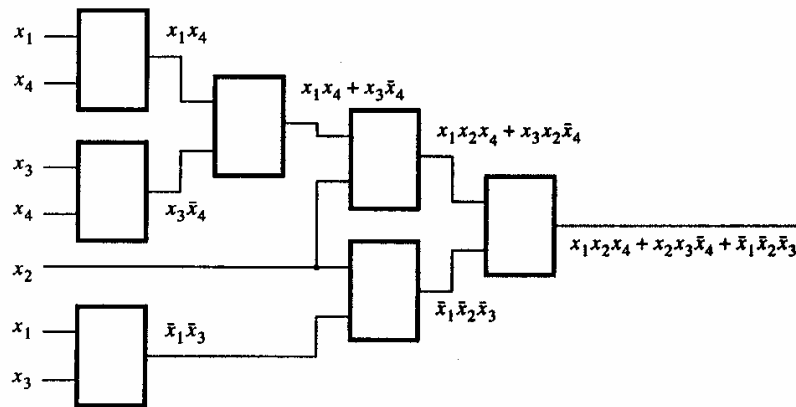 x₁
x₁x₄
x₄
x₁x₄ + x₃x̄₄
x₁x₂x₄ + x₃x₂x̄₄
x₃
x₄
x₃x̄₄
x₁x₂x₄ + x₂x₃x̄₄ + x̄₁x̄₂x̄₃
x₂
x̄₁x̄₂x̄₃
x₁
x̄₁x̄₃
x₃